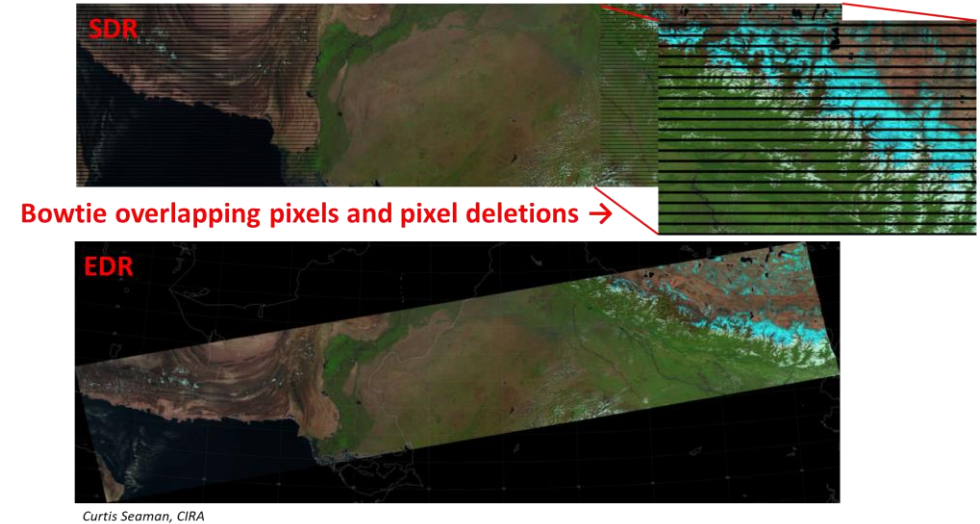 SDR
Bowtie overlapping pixels and pixel deletions →
EDR
Curtis Seaman, CIRA